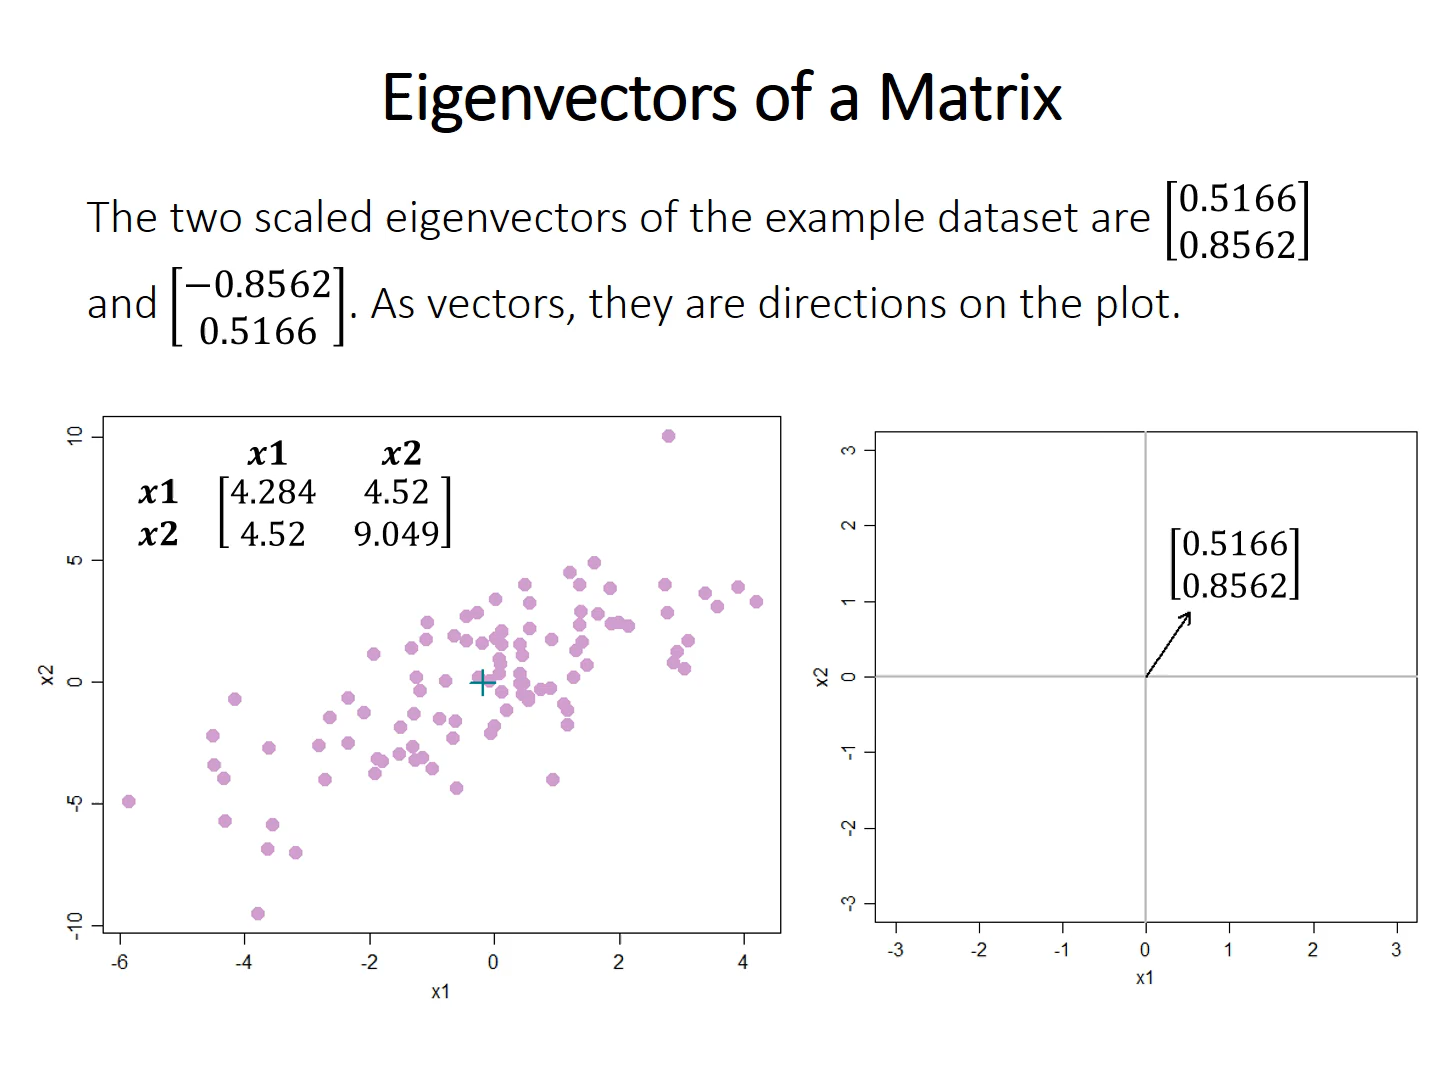 Eigenvectors of a Matrix
The two scaled eigenvectors of the example dataset are [0.5166 0.8562]
and [−0.8562 0.5166]. As vectors, they are directions on the plot.
x1 x2
x1 [4.284 4.52
x2 4.52 9.049]
10
5
0
-5
-10
x2
-6 -4 -2 0 2 4
x1
[0.5166
0.8562]
3
2
1
0
-1
-2
-3
x2
-3 -2 -1 0 1 2 3
x1